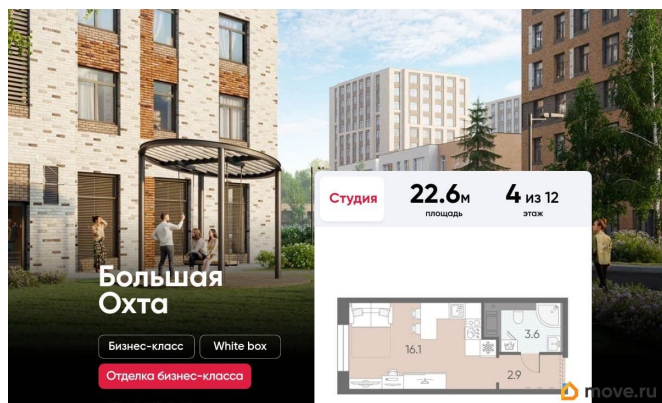 Студия
22.6м
площадь
4 из 12
этаж
Большая
Охта
Бизнес-класс
White box
Отделка бизнес-класса
16.1
3.6
2.9
move.ru